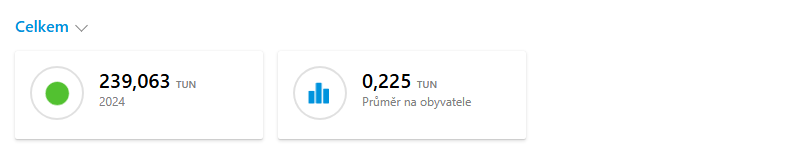 Celkem
239,063 TUN
2024
0,225 TUN
Průměr na obyvatele